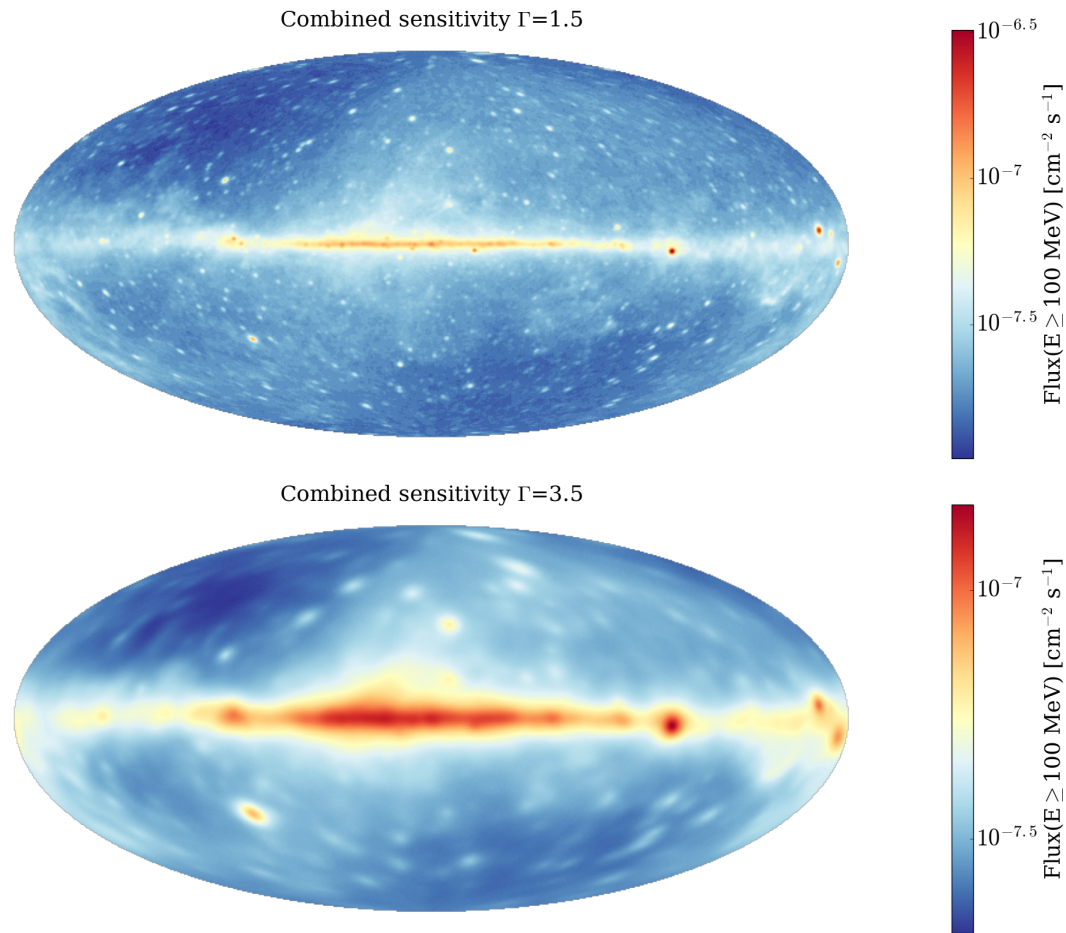 Combined sensitivity Γ=1.5
10^{−6.5}
10^{−7}
10^{−7.5}
Flux(E ≥ 100 MeV) [cm^{−2} s^{−1}]
Combined sensitivity Γ=3.5
10^{−7}
10^{−7.5}
Flux(E ≥ 100 MeV) [cm^{−2} s^{−1}]